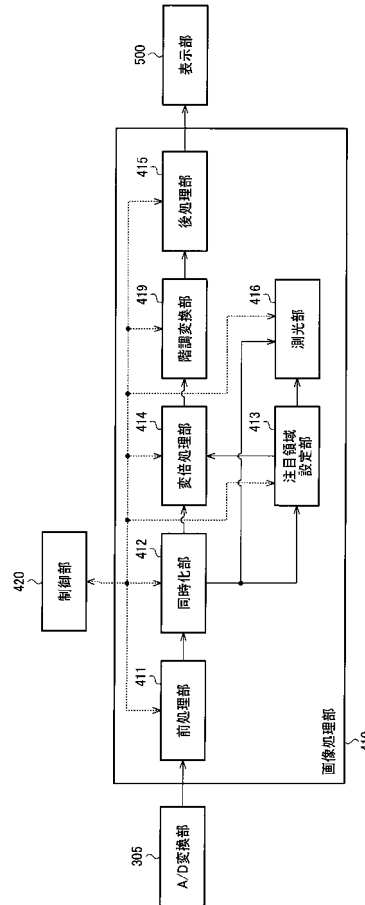 420
制御部
305
A/D変換部
411
前処理部
412
同時化部
414
変倍処理部
419
階調変換部
415
後処理部
500
表示部
413
注目領域
設定部
416
測光部
画像処理部
410